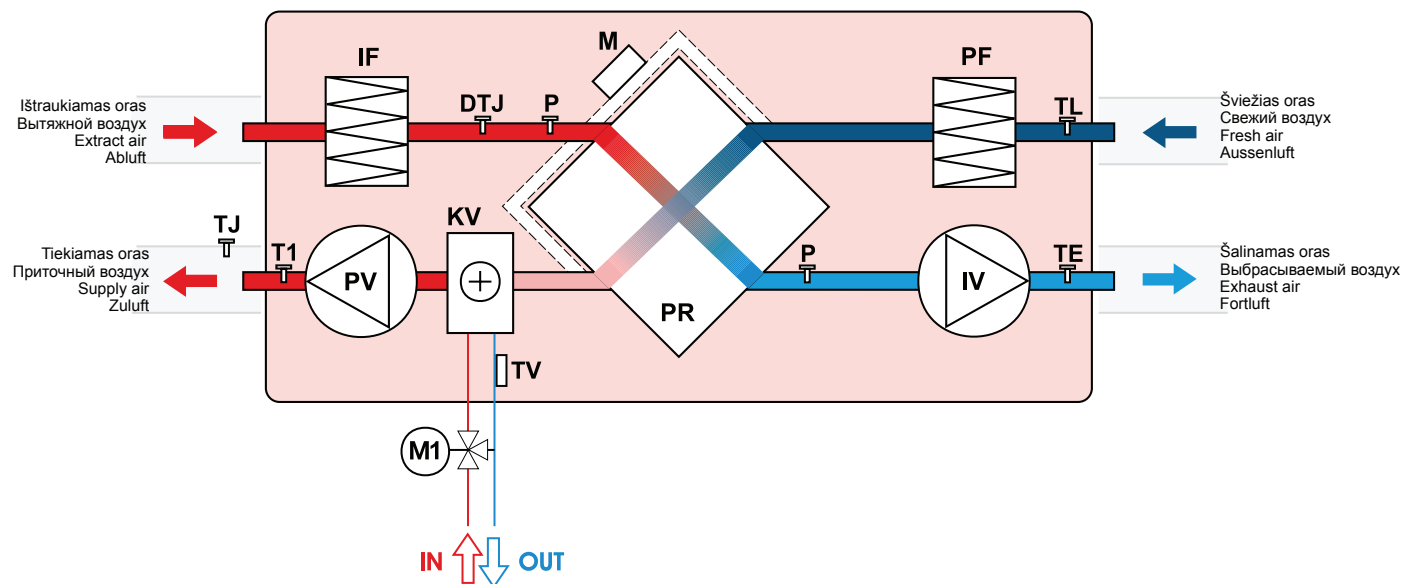 M
IF
PF
DTJ
P
TL
Ištraukiamas oras
Вытяжной воздух
Extract air
Abluft
Šviežias oras
Свежий воздух
Fresh air
Aussenluft
TJ
KV
Tiekiamas oras
Приточный воздух
Supply air
Zuluft
T1
PV
PR
P
IV
TE
Šalinamas oras
Выбрасываемый воздух
Exhaust air
Fortluft
TV
M1
IN
OUT